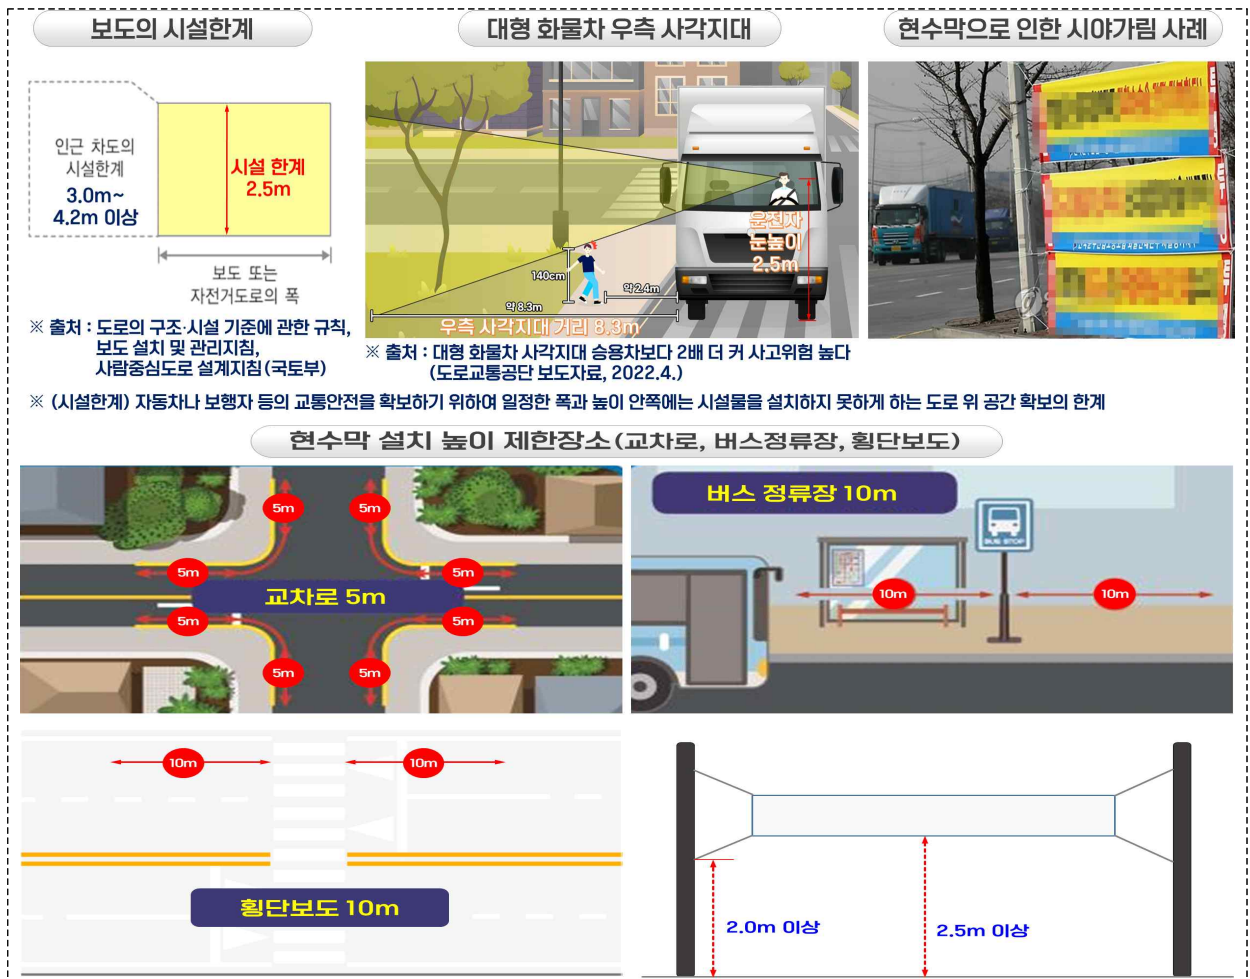 보도의 시설한계
대형 화물차 우측 사각지대
현수막으로 인한 시야가림 사례
인근 차도의
시설한계
3.0m~
4.2m 이상
시설 한계
2.5m
보도 또는
자전거도로의 폭
※ 출처 : 도로의 구조·시설 기준에 관한 규칙,
보도 설치 및 관리지침,
사람중심도로 설계지침(국토부)
운전자
눈높이
2.5m
140cm
약 2.4m
약 8.3m
우측 사각지대 거리 8.3m
※ 출처 : 대형 화물차 사각지대 승용차보다 2배 더 커 사고위험 높다
(도로교통공단 보도자료, 2022.4.)
※ (시설한계) 자동차나 보행자 등의 교통안전을 확보하기 위하여 일정한 폭과 높이 안쪽에는 시설물을 설치하지 못하게 하는 도로 위 공간 확보의 한계
현수막 설치 높이 제한장소(교차로, 버스정류장, 횡단보도)
5m
5m
5m
5m
교차로 5m
5m
5m
5m
5m
버스 정류장 10m
BUS STOP
10m
10m
10m
10m
횡단보도 10m
2.0m 이상
2.5m 이상